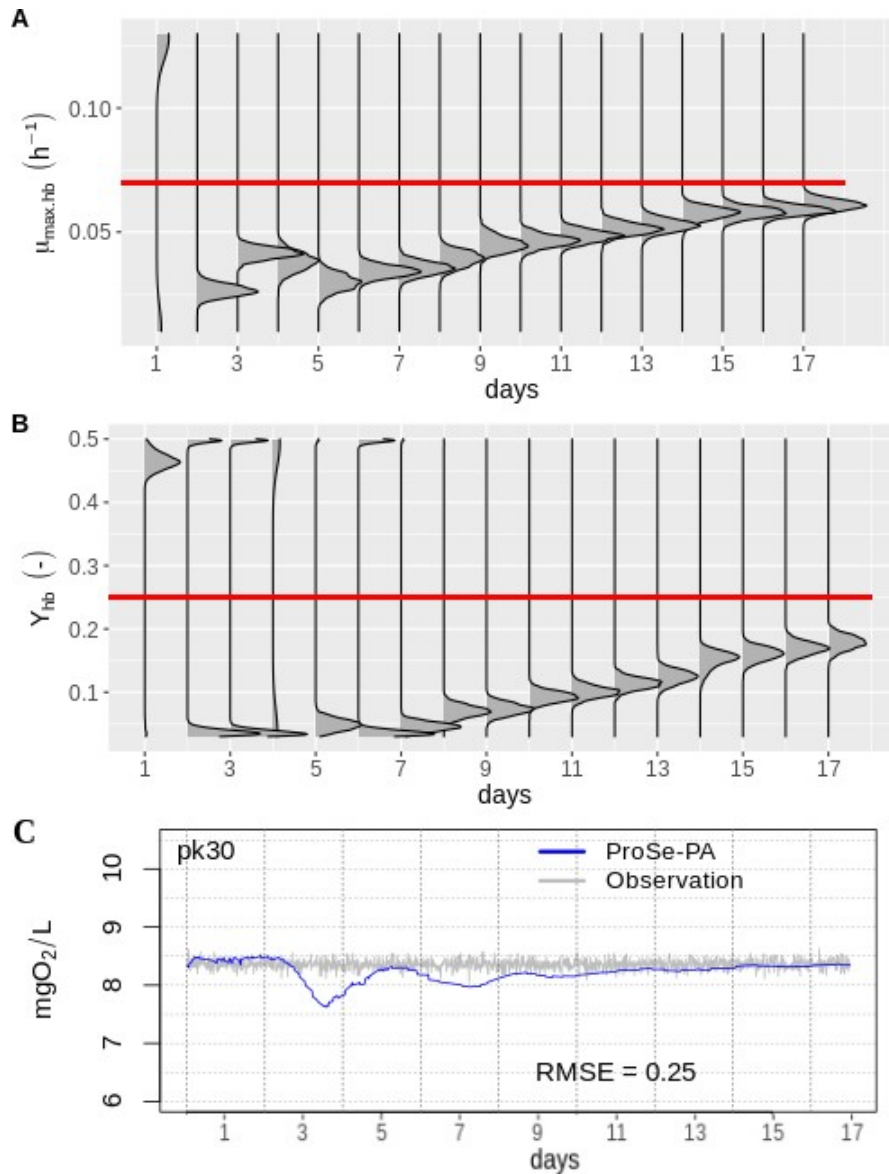 A
μmax.hb (h⁻¹)
0.10
0.05
1 3 5 7 9 11 13 15 17
days
B
Yhb (-)
0.5
0.4
0.3
0.2
0.1
1 3 5 7 9 11 13 15 17
days
C
pk30
ProSe-PA
Observation
mgO₂/L
10
9
8
7
6
RMSE = 0.25
1 3 5 7 9 11 13 15 17
days